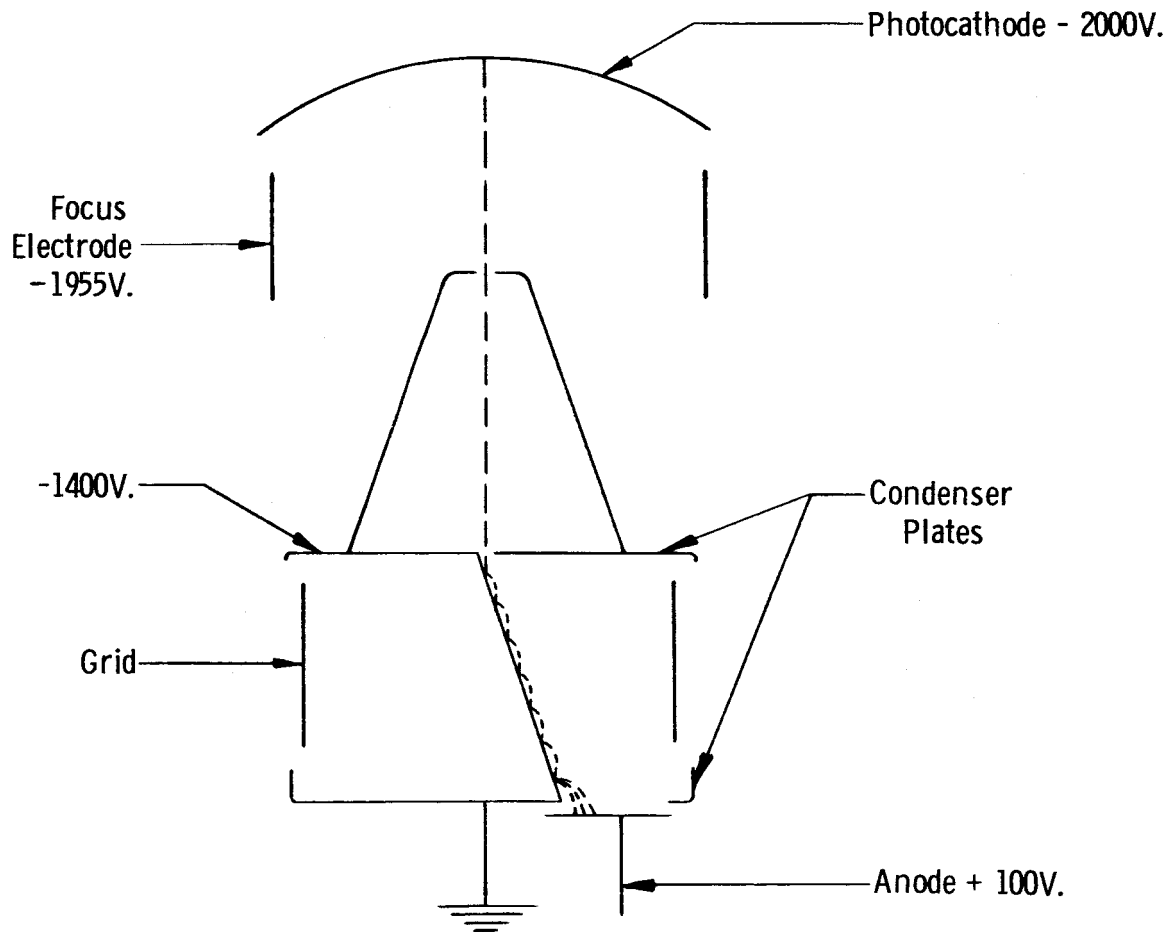 Photocathode - 2000V.
Focus
Electrode
-1955V.
-1400V.
Condenser
Plates
Grid
Anode + 100V.